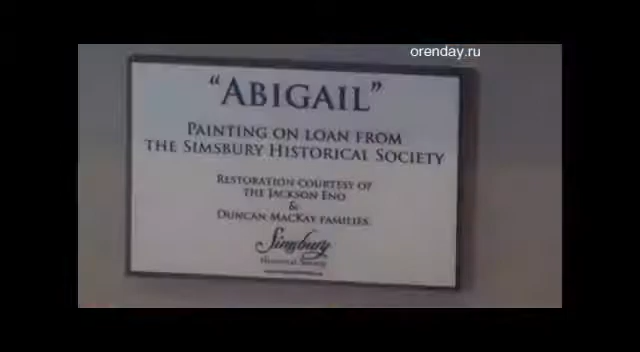 orenday.ru
“ABIGAIL”
PAINTING ON LOAN FROM
THE SIMSBURY HISTORICAL SOCIETY
RESTORATION COURTESY OF
THE JACKSON ENO
&
DUNCAN MACKAY FAMILIES
Simsbury
Historical Society